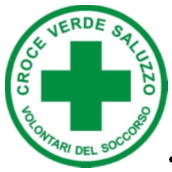 CROCE VERDE SALUZZO
VOLONTARI DEL SOCCORSO